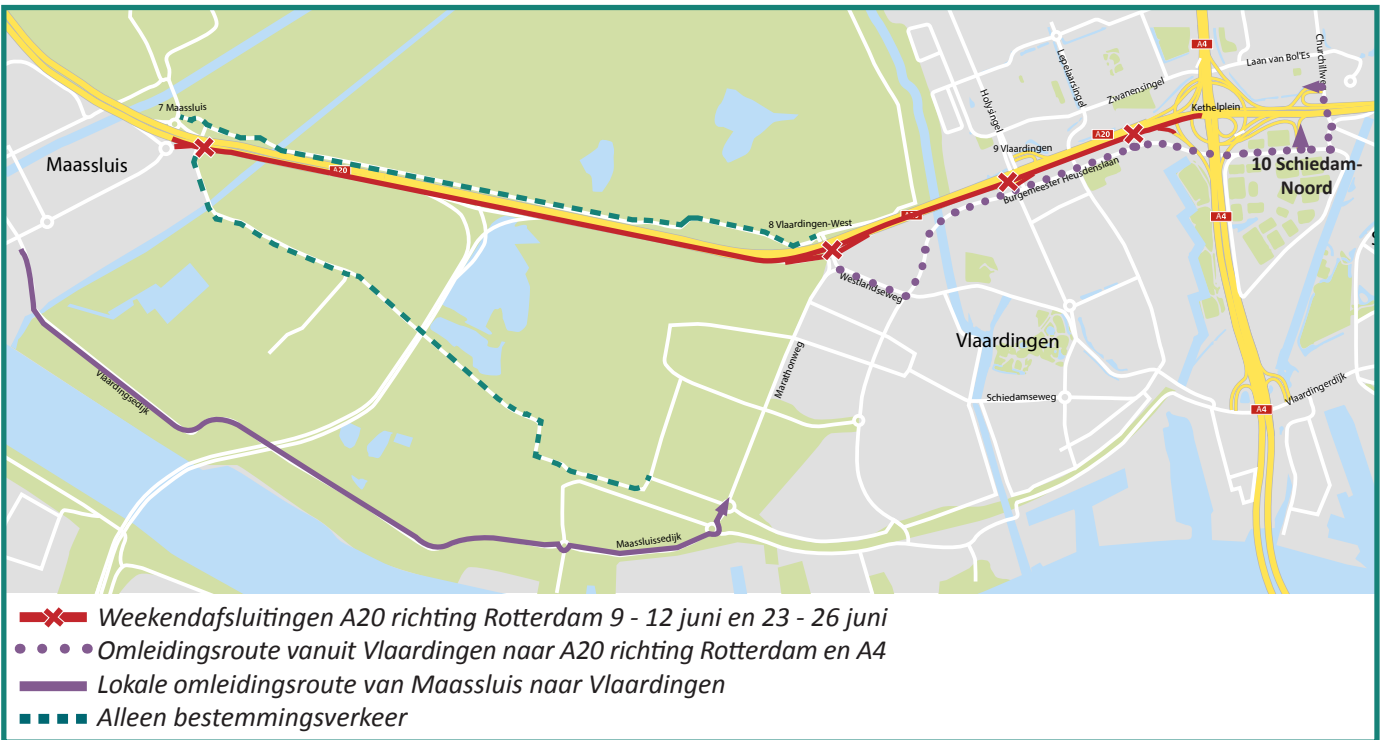 A4
Churchillweg
Laan van Bol'Es
Lepelaarsingel
Zwanensingel
Holysingel
Kethelplein
7 Maassluis
A20
9 Vlaardingen
Maassluis
A20
10 Schiedam-
Noord
Burgemeester Heusdenslaan
8 Vlaardingen-West
A4
Westlandseweg
Vlaardingen
Marathonweg
Vlaardingsedijk
Schiedamseweg
Vlaardingerdijk
A4
Maassluissedijk
Weekendafsluitingen A20 richting Rotterdam 9 - 12 juni en 23 - 26 juni
Omleidingsroute vanuit Vlaardingen naar A20 richting Rotterdam en A4
Lokale omleidingsroute van Maassluis naar Vlaardingen
Alleen bestemmingsverkeer